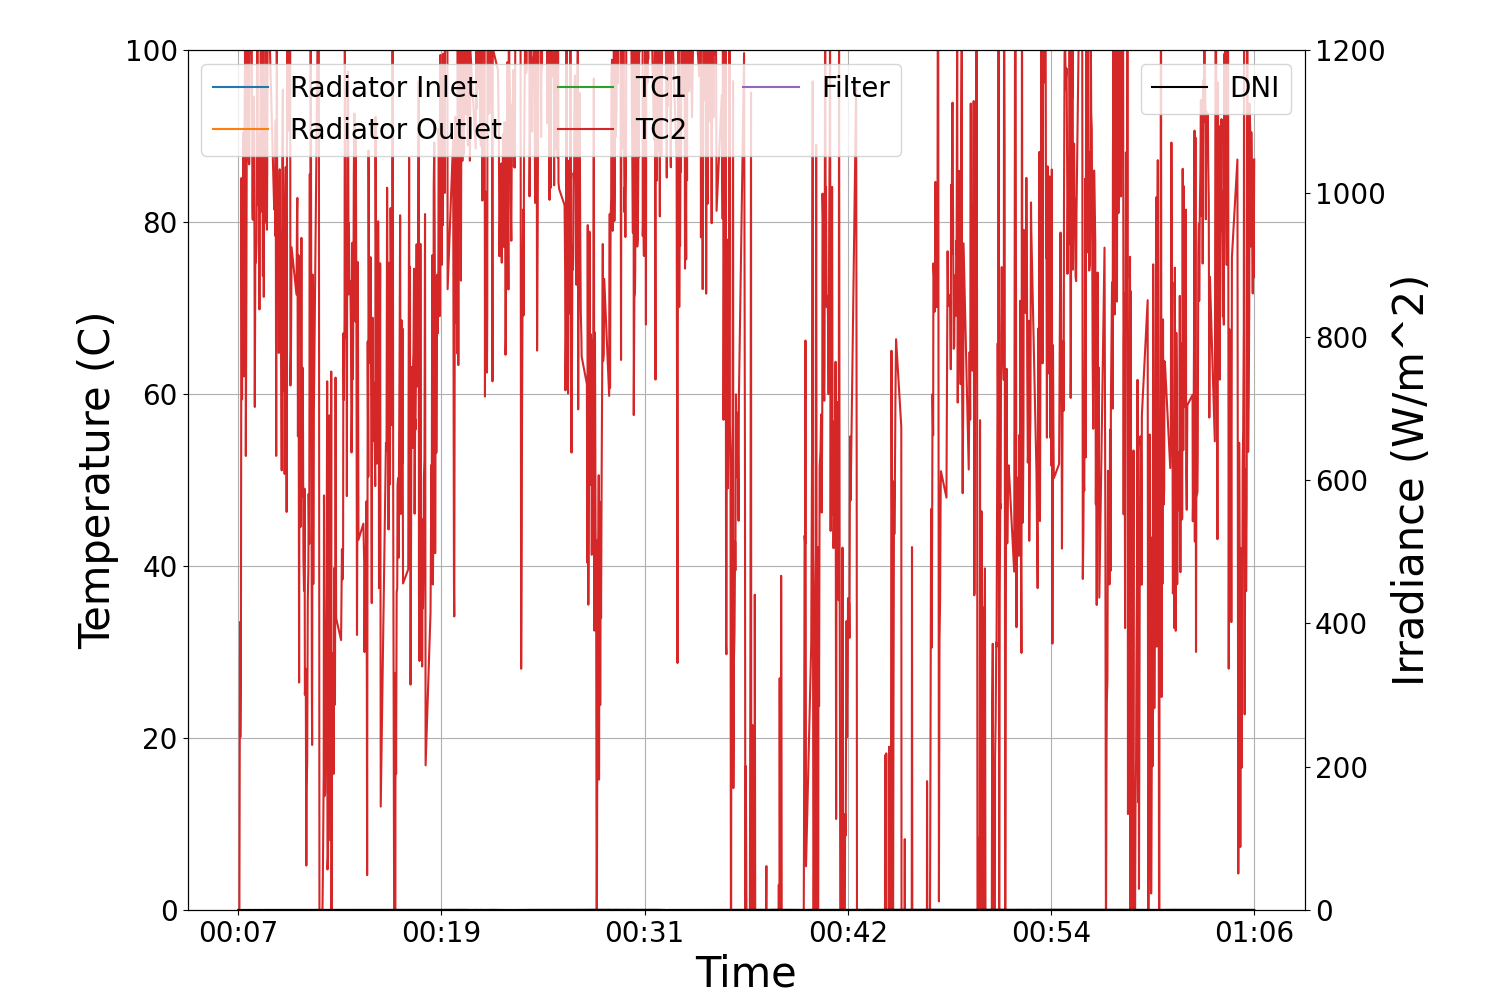 100
80
60
40
20
0
Temperature (C)
Radiator Inlet
Radiator Outlet
TC1
TC2
Filter
DNI
1200
1000
800
600
400
200
0
Irradiance (W/m^2)
00:07 00:19 00:31 00:42 00:54 01:06
Time